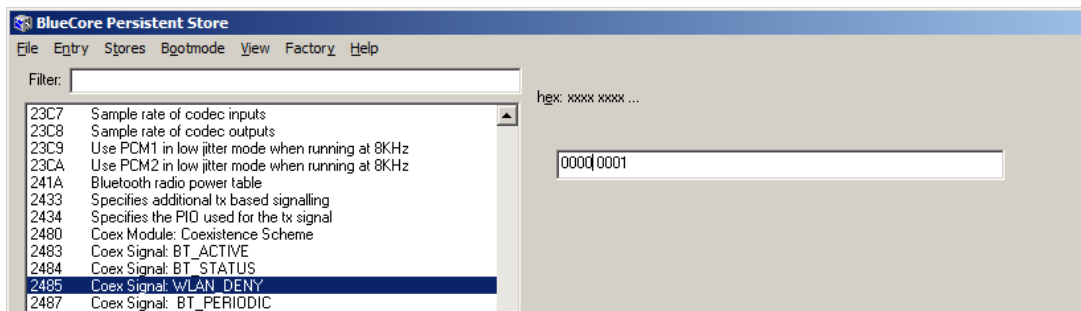 BlueCore Persistent Store
File Entry Stores Bootmode View Factory Help
Filter:
hex: xxxx xxxx ...
0000 0001
23C7 Sample rate of codec inputs
23C8 Sample rate of codec outputs
23C9 Use PCM1 in low jitter mode when running at 8KHz
23CA Use PCM2 in low jitter mode when running at 8KHz
241A Bluetooth radio power table
2433 Specifies additional tx based signalling
2434 Specifies the PIO used for the tx signal
2480 Coex Module: Coexistence Scheme
2483 Coex Signal: BT_ACTIVE
2484 Coex Signal: BT_STATUS
2485 Coex Signal: WLAN_DENY
2487 Coex Signal: BT_PERIODIC